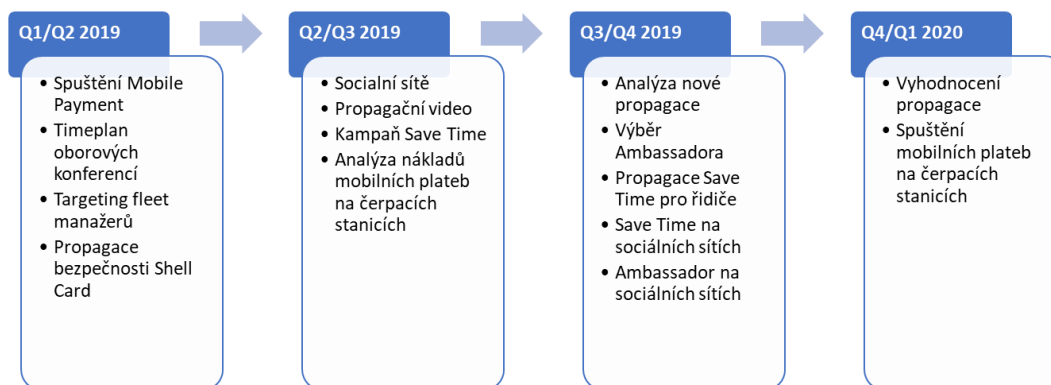 Q1/Q2 2019
• Spuštění Mobile
Payment
• Timeplan
oborových
konferencí
• Targeting fleet
manažerů
• Propagace
bezpečnosti Shell
Card
Q2/Q3 2019
• Socialní sítě
• Propagační video
• Kampaň Save Time
• Analýza nákladů
mobilních plateb
na čerpacích
stanicích
Q3/Q4 2019
• Analýza nové
propagace
• Výběr
Ambassadora
• Propagace Save
Time pro řidiče
• Save Time na
sociálních sítích
• Ambassador na
sociálních sítích
Q4/Q1 2020
• Vyhodnocení
propagace
• Spuštění
mobilních plateb
na čerpacích
stanicích